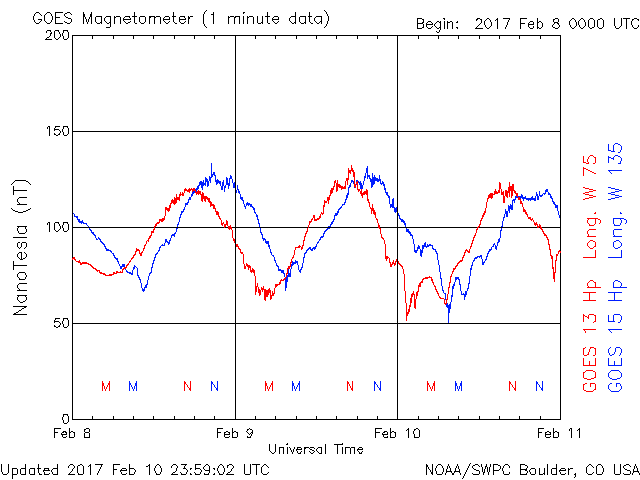 GOES Magnetometer (1 minute data)
Begin: 2017 Feb 8 0000 UTC
200
150
100
50
0
NanoTesla (nT)
M M N N M M N N M M N N
Feb 8 Feb 9 Feb 10 Feb 11
Universal Time
GOES 13 Hp Long. W 75
GOES 15 Hp Long. W 135
Updated 2017 Feb 10 23:59:02 UTC
NOAA/SWPC Boulder, CO USA